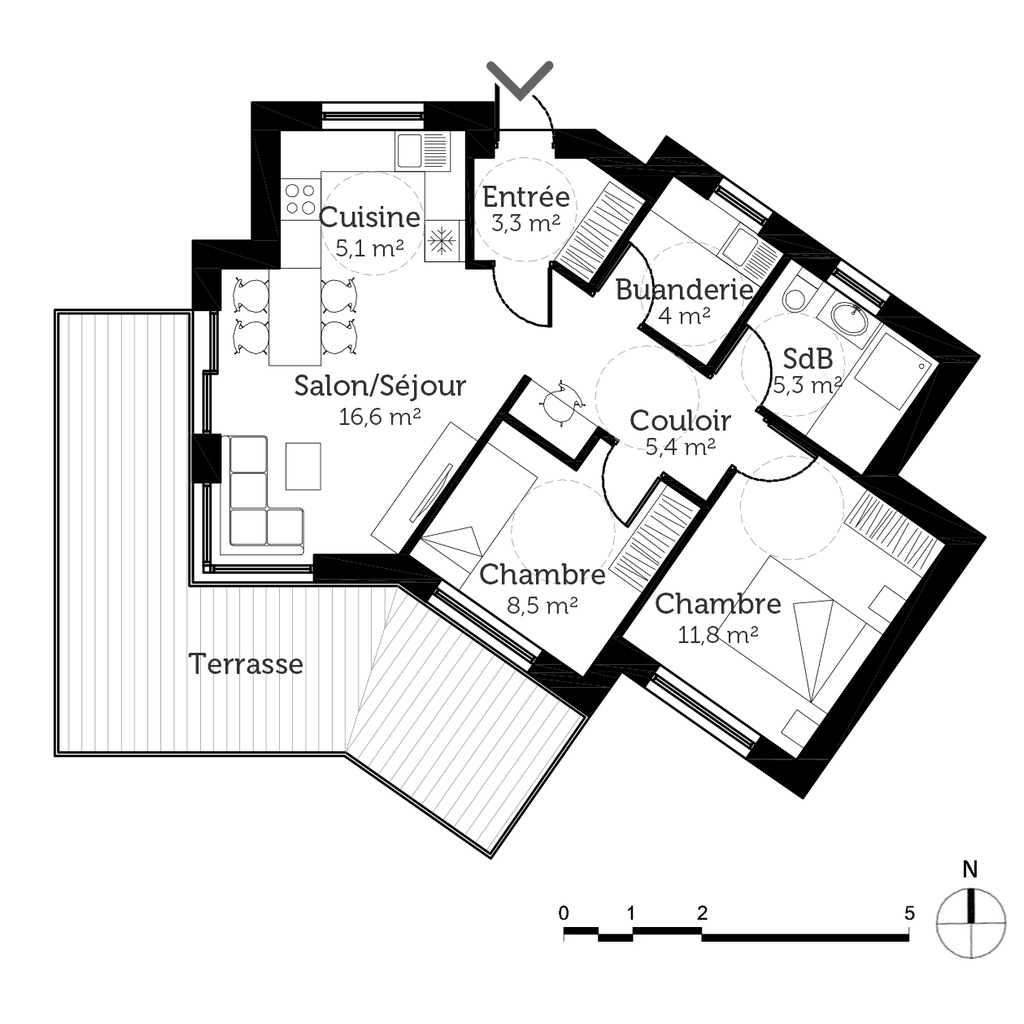 Entrée
3,3 m²
Cuisine
5,1 m²
Buanderie
4 m²
SdB
5,3 m²
Salon/Séjour
16,6 m²
Couloir
5,4 m²
Chambre
8,5 m²
Chambre
11,8 m²
Terrasse
N
0 1 2 5